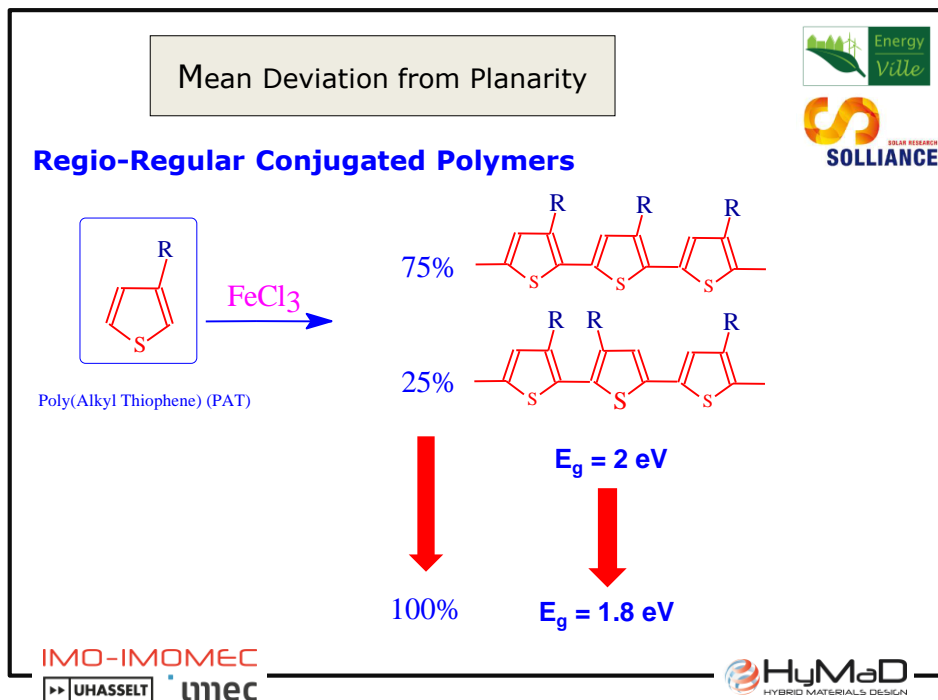 Mean Deviation from Planarity
Energy
Ville
SOLAR RESEARCH
SOLLIANCE
Regio-Regular Conjugated Polymers
R
S
FeCl3
Poly(Alkyl Thiophene) (PAT)
75%
R R R
S S S
25%
R R R
S S S
Eg = 2 eV
100%
Eg = 1.8 eV
IMO-IMOMEC
UHASSELT
imec
HyMaD
HYBRID MATERIALS DESIGN